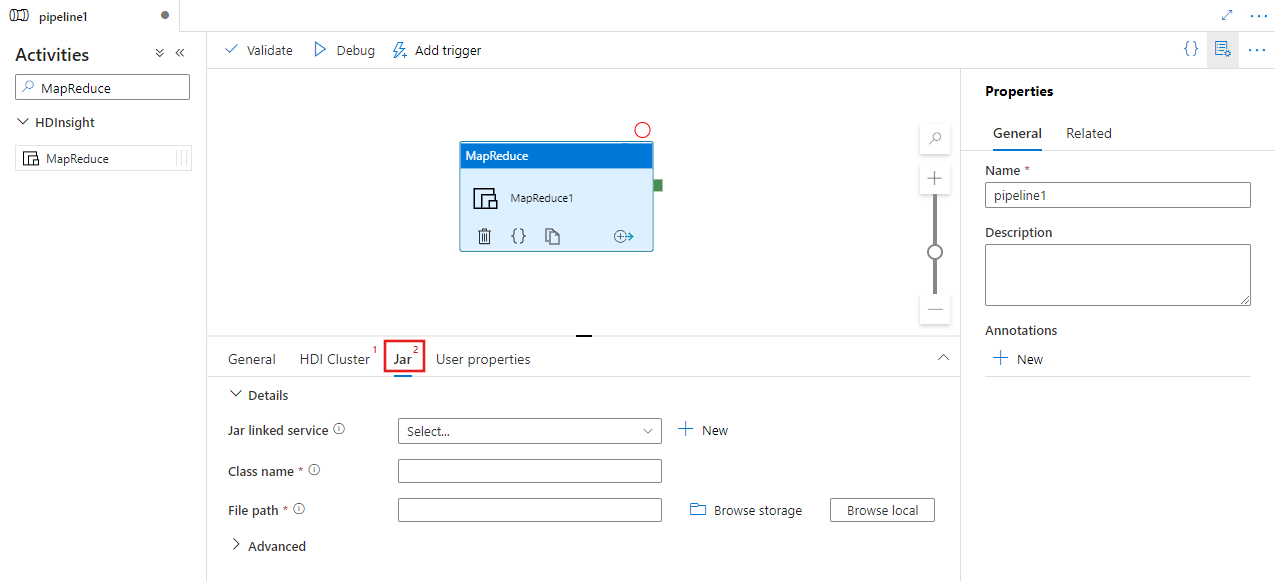 pipeline1
Activities
MapReduce
HDInsight
MapReduce
Validate
Debug
Add trigger
MapReduce
MapReduce1
General
HDI Cluster 1
Jar 2
User properties
Details
Jar linked service
Select...
New
Class name *
File path *
Browse storage
Browse local
Advanced
Properties
General
Related
Name *
pipeline1
Description
Annotations
New